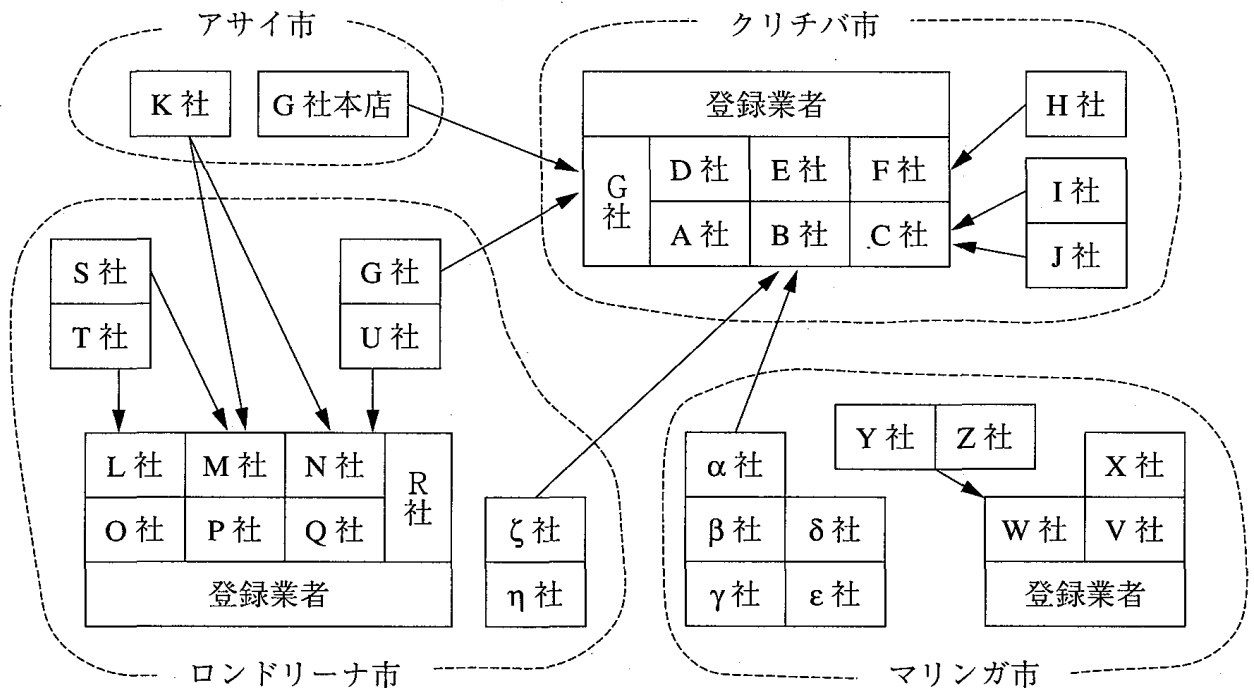 アサイ市
クリチバ市
K社
G社本店
登録業者
H社
G社
D社
E社
F社
I社
A社
B社
C社
J社
S社
G社
T社
U社
Y社
Z社
L社
M社
N社
R社
α社
X社
O社
P社
Q社
ζ社
β社
δ社
W社
V社
登録業者
η社
γ社
ε社
登録業者
ロンドリーナ市
マリンガ市